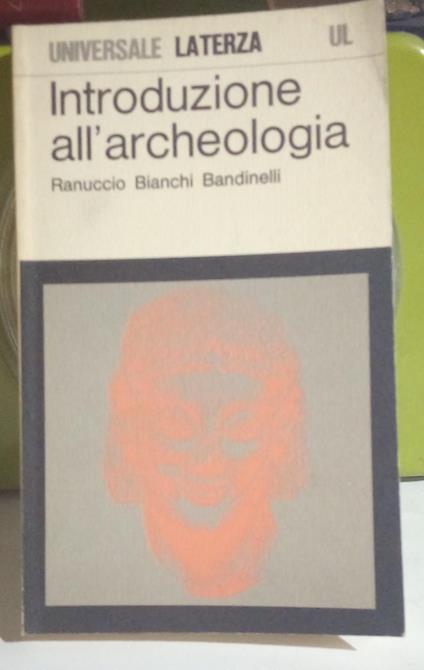 UNIVERSALE LATERZA UL
Introduzione
all'archeologia
Ranuccio Bianchi Bandinelli